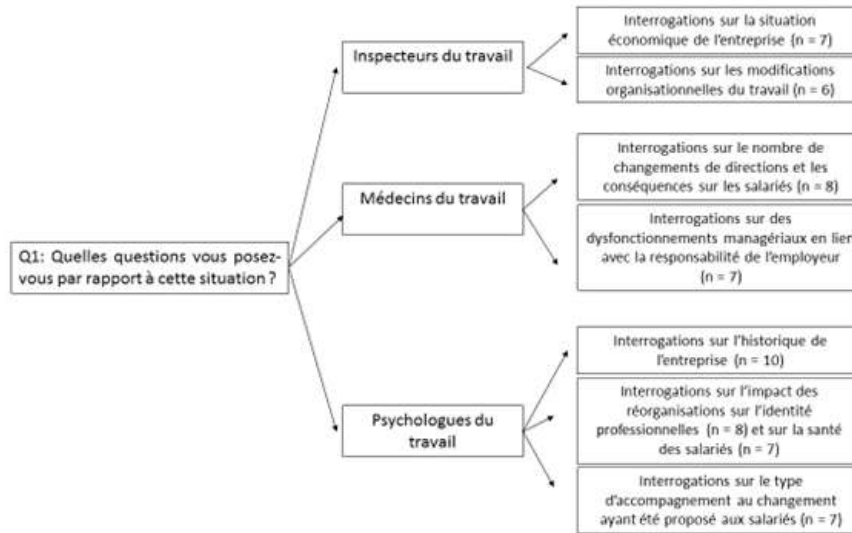 Q1: Quelles questions vous posez-
vous par rapport à cette situation ?
Inspecteurs du travail
Interrogations sur la situation
économique de l'entreprise (n = 7)
Interrogations sur les modifications
organisationnelles du travail (n = 6)
Médecins du travail
Interrogations sur le nombre de
changements de directions et les
conséquences sur les salariés (n = 8)
Interrogations sur des
dysfonctionnements managériaux en lien
avec la responsabilité de l'employeur
(n = 7)
Psychologues du
travail
Interrogations sur l'historique de
l'entreprise (n = 10)
Interrogations sur l'impact des
réorganisations sur l'identité
professionnelles (n = 8) et sur la santé
des salariés (n = 7)
Interrogations sur le type
d'accompagnement au changement
ayant été proposé aux salariés (n = 7)